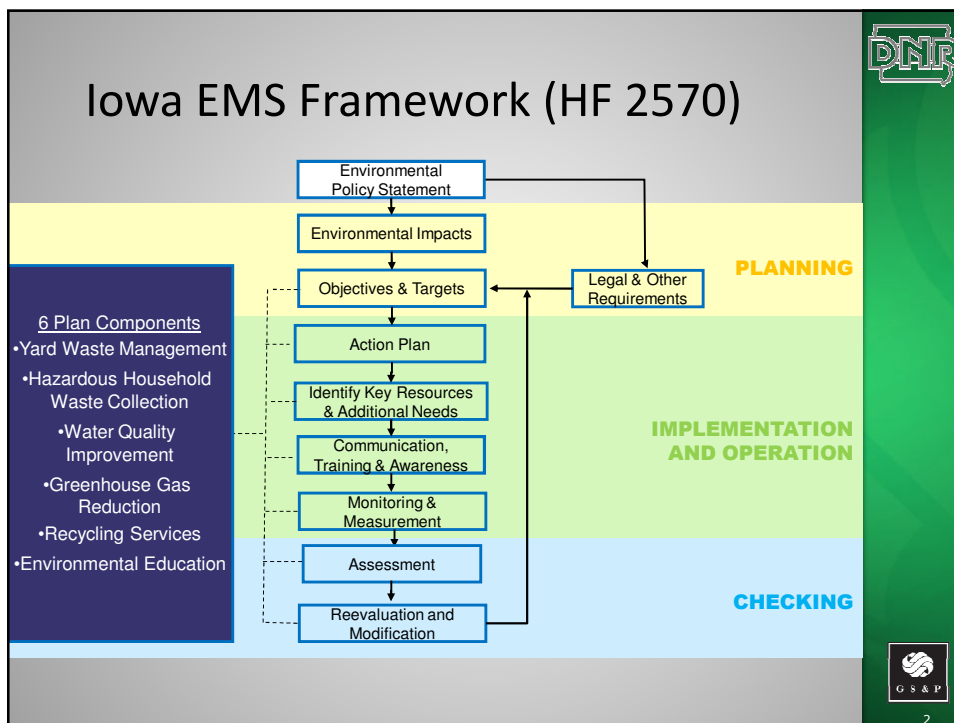 DNR
Iowa EMS Framework (HF 2570)
Environmental
Policy Statement
Environmental Impacts
PLANNING
Objectives & Targets
Legal & Other
Requirements
6 Plan Components
•Yard Waste Management
•Hazardous Household
Waste Collection
•Water Quality
Improvement
•Greenhouse Gas
Reduction
•Recycling Services
•Environmental Education
Action Plan
Identify Key Resources
& Additional Needs
Communication,
Training & Awareness
Monitoring &
Measurement
IMPLEMENTATION
AND OPERATION
Assessment
Reevaluation and
Modification
CHECKING
GS&P
2